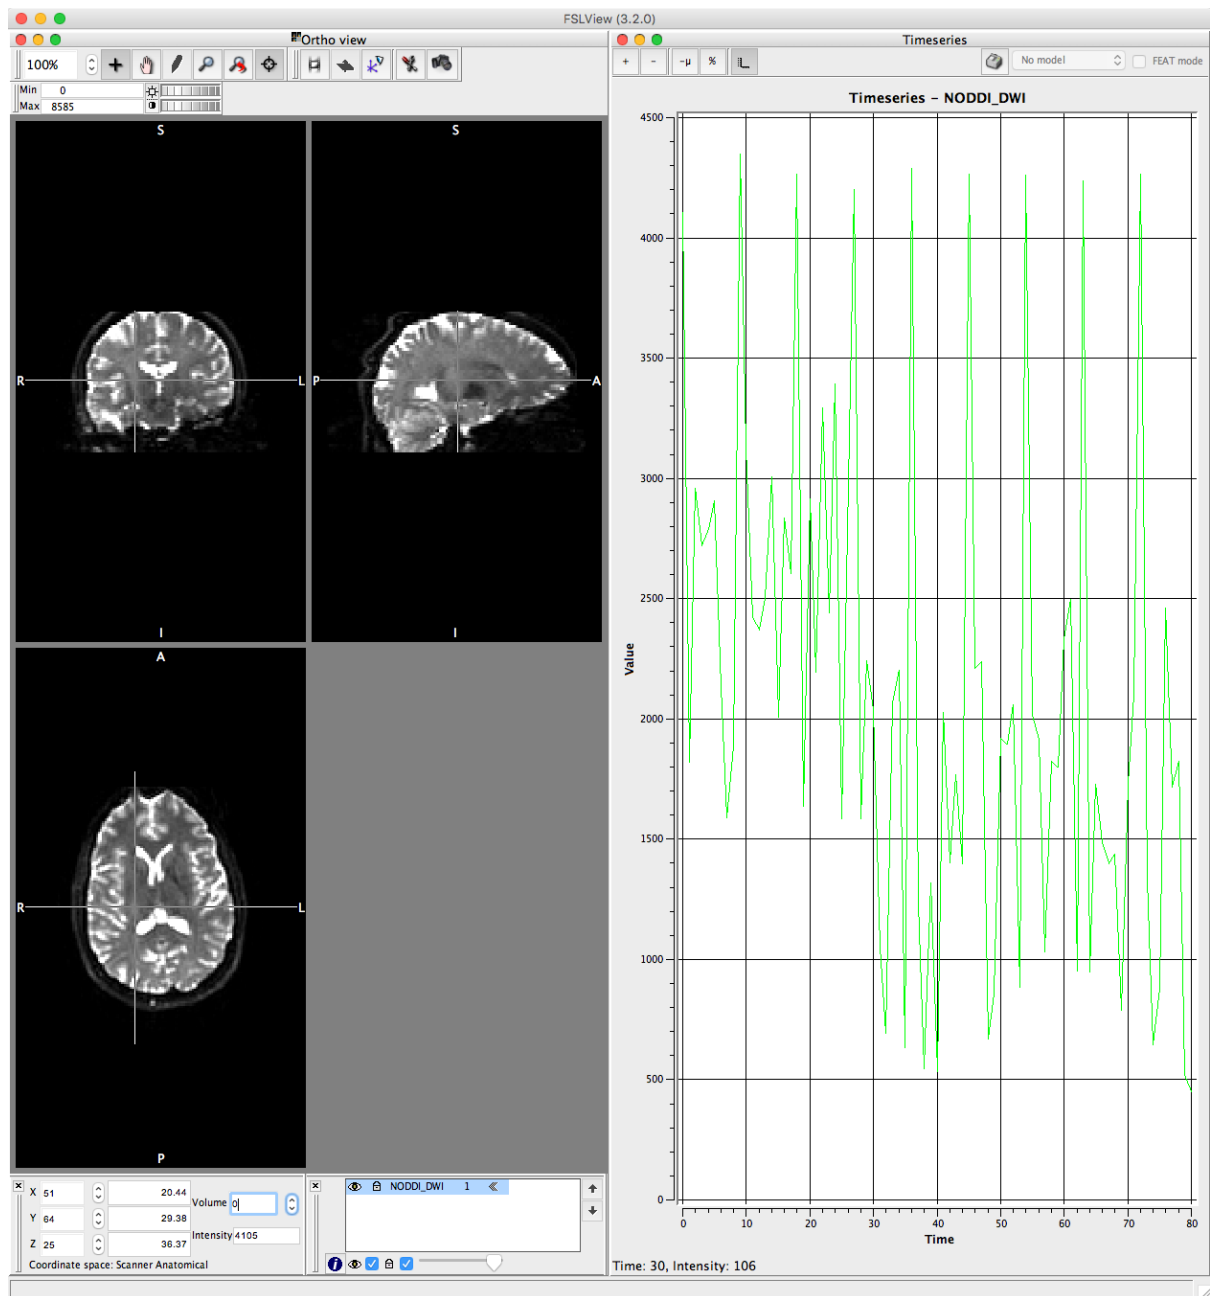 FSLView (3.2.0)
Ortho view
100%
Min 0
Max 8585
S
R
L
I
S
P
A
I
A
R
L
P
X 51 20.44
Y 64 29.38
Z 25 36.37
Volume 0
Intensity 4105
Coordinate space: Scanner Anatomical
NODDI_DWI 1
Timeseries
+ - -μ %
No model
FEAT mode
Timeseries – NODDI_DWI
4500
4000
3500
3000
2500
2000
1500
1000
500
0
Value
0 10 20 30 40 50 60 70 80
Time
Time: 30, Intensity: 106